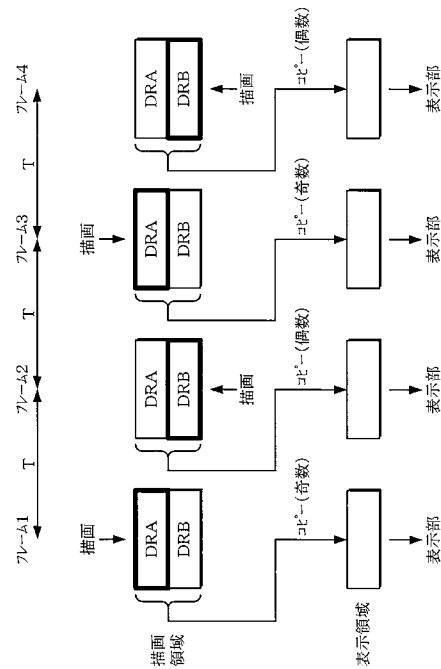 フレーム1 T フレーム2 T フレーム3 T フレーム4
描画 描画
描画領域
DRA DRA DRA DRA
DRB DRB DRB DRB
描画 描画
コピー(奇数) コピー(偶数) コピー(奇数) コピー(偶数)
表示領域
表示部 表示部 表示部 表示部